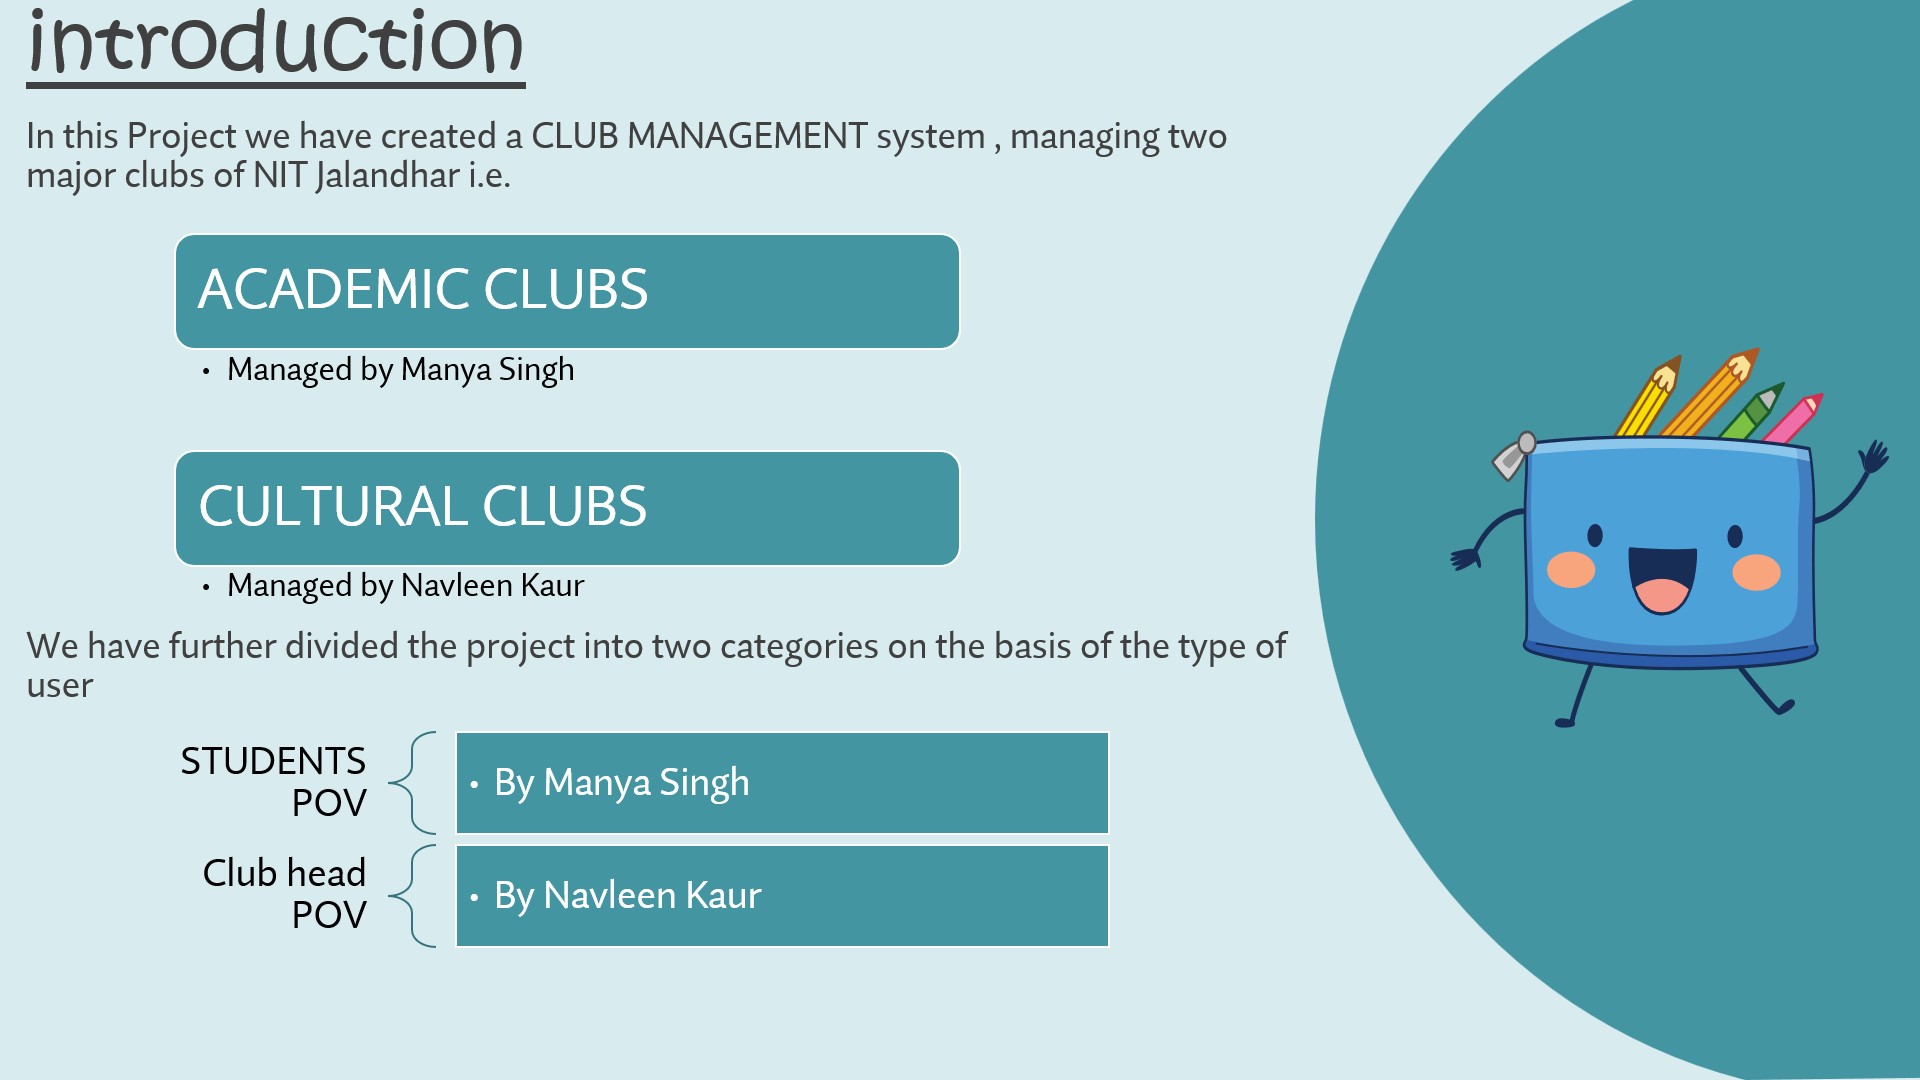 introduction
In this Project we have created a CLUB MANAGEMENT system , managing two
major clubs of NIT Jalandhar i.e.
ACADEMIC CLUBS
• Managed by Manya Singh
CULTURAL CLUBS
• Managed by Navleen Kaur
We have further divided the project into two categories on the basis of the type of
user
STUDENTS
POV
• By Manya Singh
Club head
POV
• By Navleen Kaur